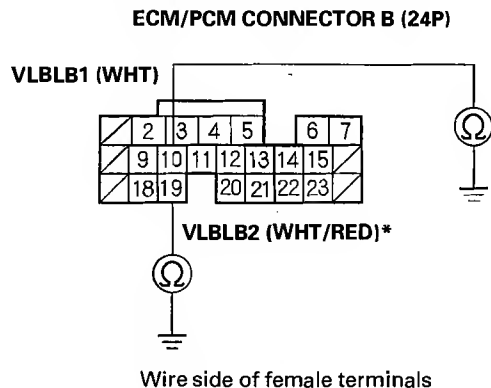 ECM/PCM CONNECTOR B (24P)
VLBLB1 (WHT)
2 3 4 5 6 7
Ω
9 10 11 12 13 14 15
18 19 20 21 22 23
VLBLB2 (WHT/RED)*
Ω
Wire side of female terminals